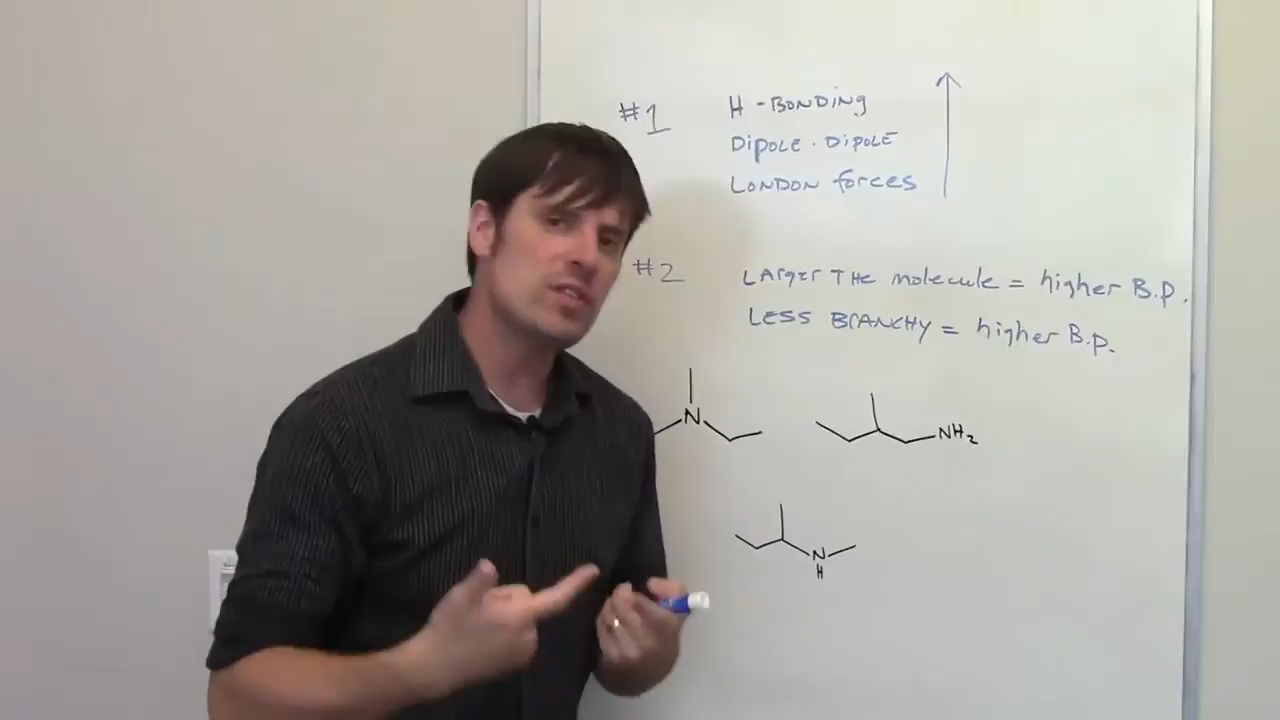 #1
H-BONDING
DIPOLE·DIPOLE
LONDON forces
#2
LArger THe molecule = higher B.P.
LESS BrANCHY = higher B.P.
N
NH2
N
H